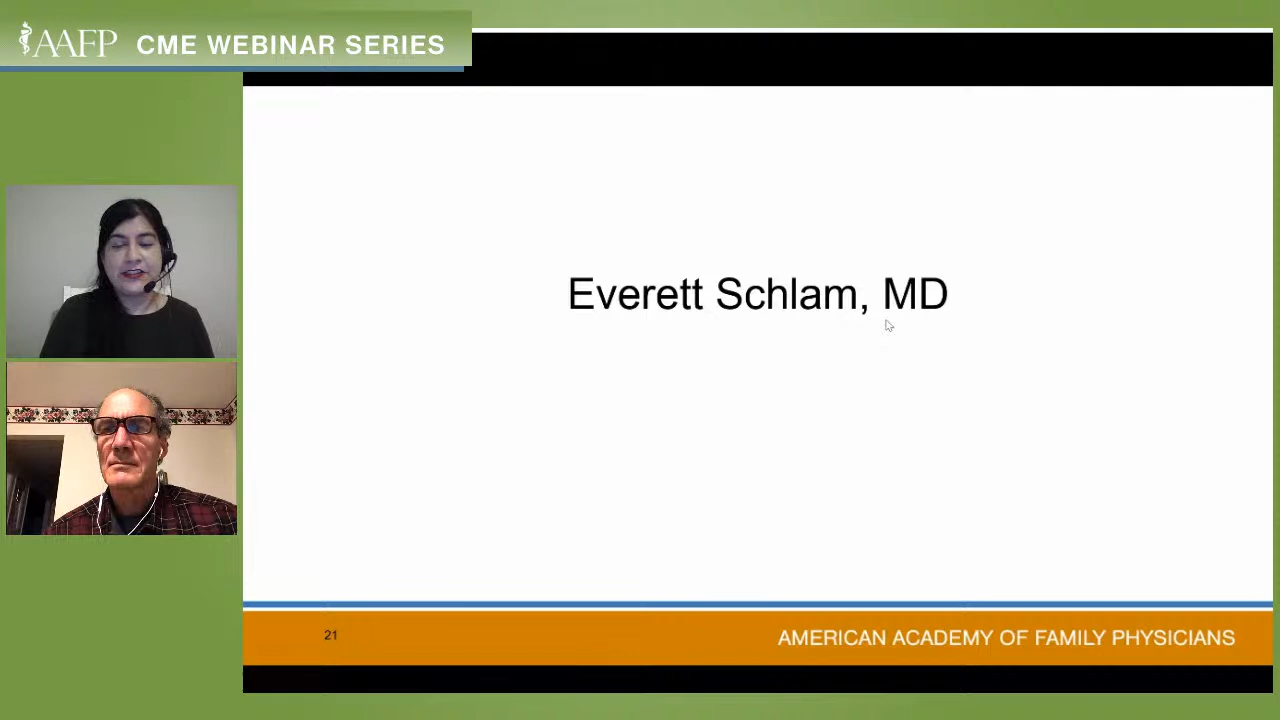 AAFP CME WEBINAR SERIES
Everett Schlam, MD
21
AMERICAN ACADEMY OF FAMILY PHYSICIANS